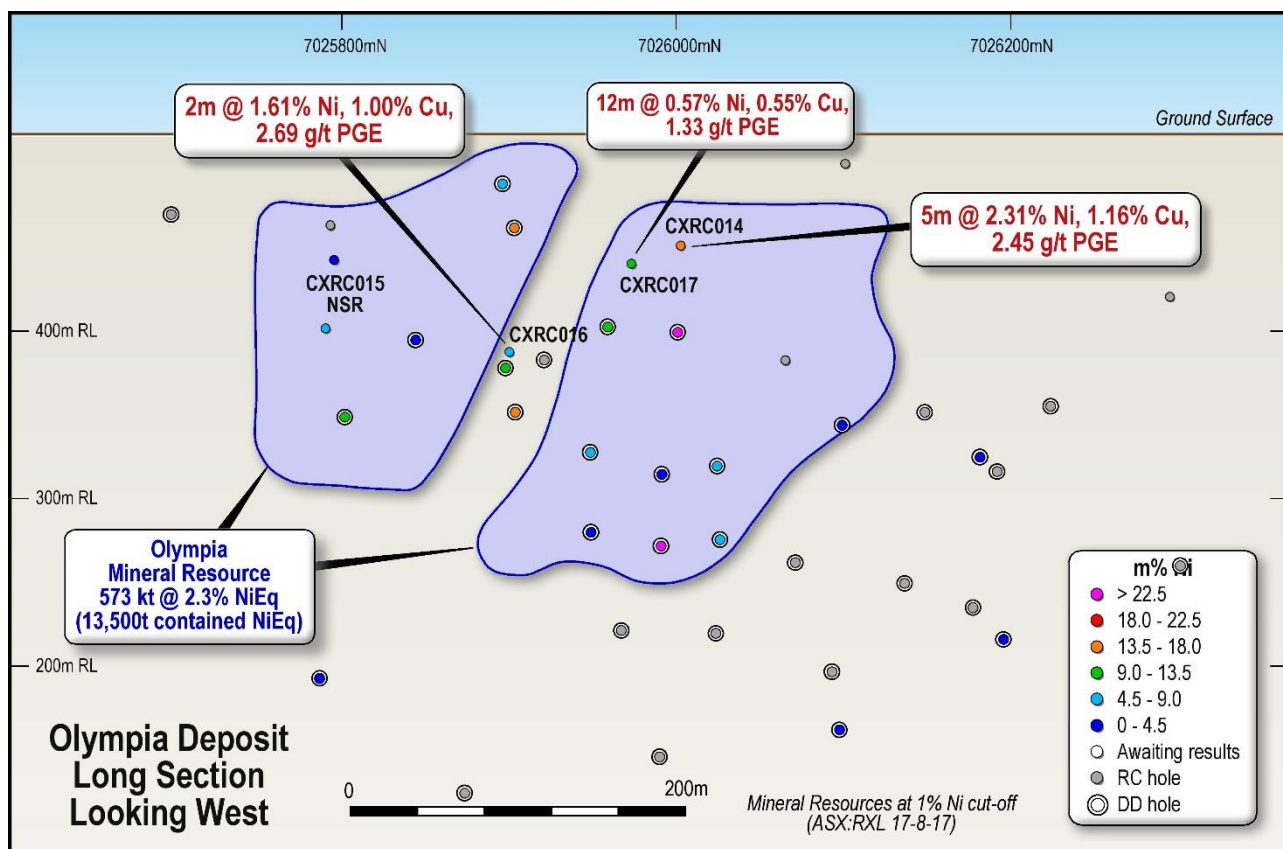 7025800mN
7026000mN
7026200mN
2m @ 1.61% Ni, 1.00% Cu,
2.69 g/t PGE
12m @ 0.57% Ni, 0.55% Cu,
1.33 g/t PGE
Ground Surface
5m @ 2.31% Ni, 1.16% Cu,
2.45 g/t PGE
CXRC014
CXRC015
NSR
CXRC017
400m RL
CXRC016
300m RL
Olympia
Mineral Resource
573 kt @ 2.3% NiEq
(13,500t contained NiEq)
200m RL
m% Ni
> 22.5
18.0 - 22.5
13.5 - 18.0
9.0 - 13.5
4.5 - 9.0
0 - 4.5
Awaiting results
RC hole
DD hole
Olympia Deposit
Long Section
Looking West
0
200m
Mineral Resources at 1% Ni cut-off
(ASX:RXL 17-8-17)